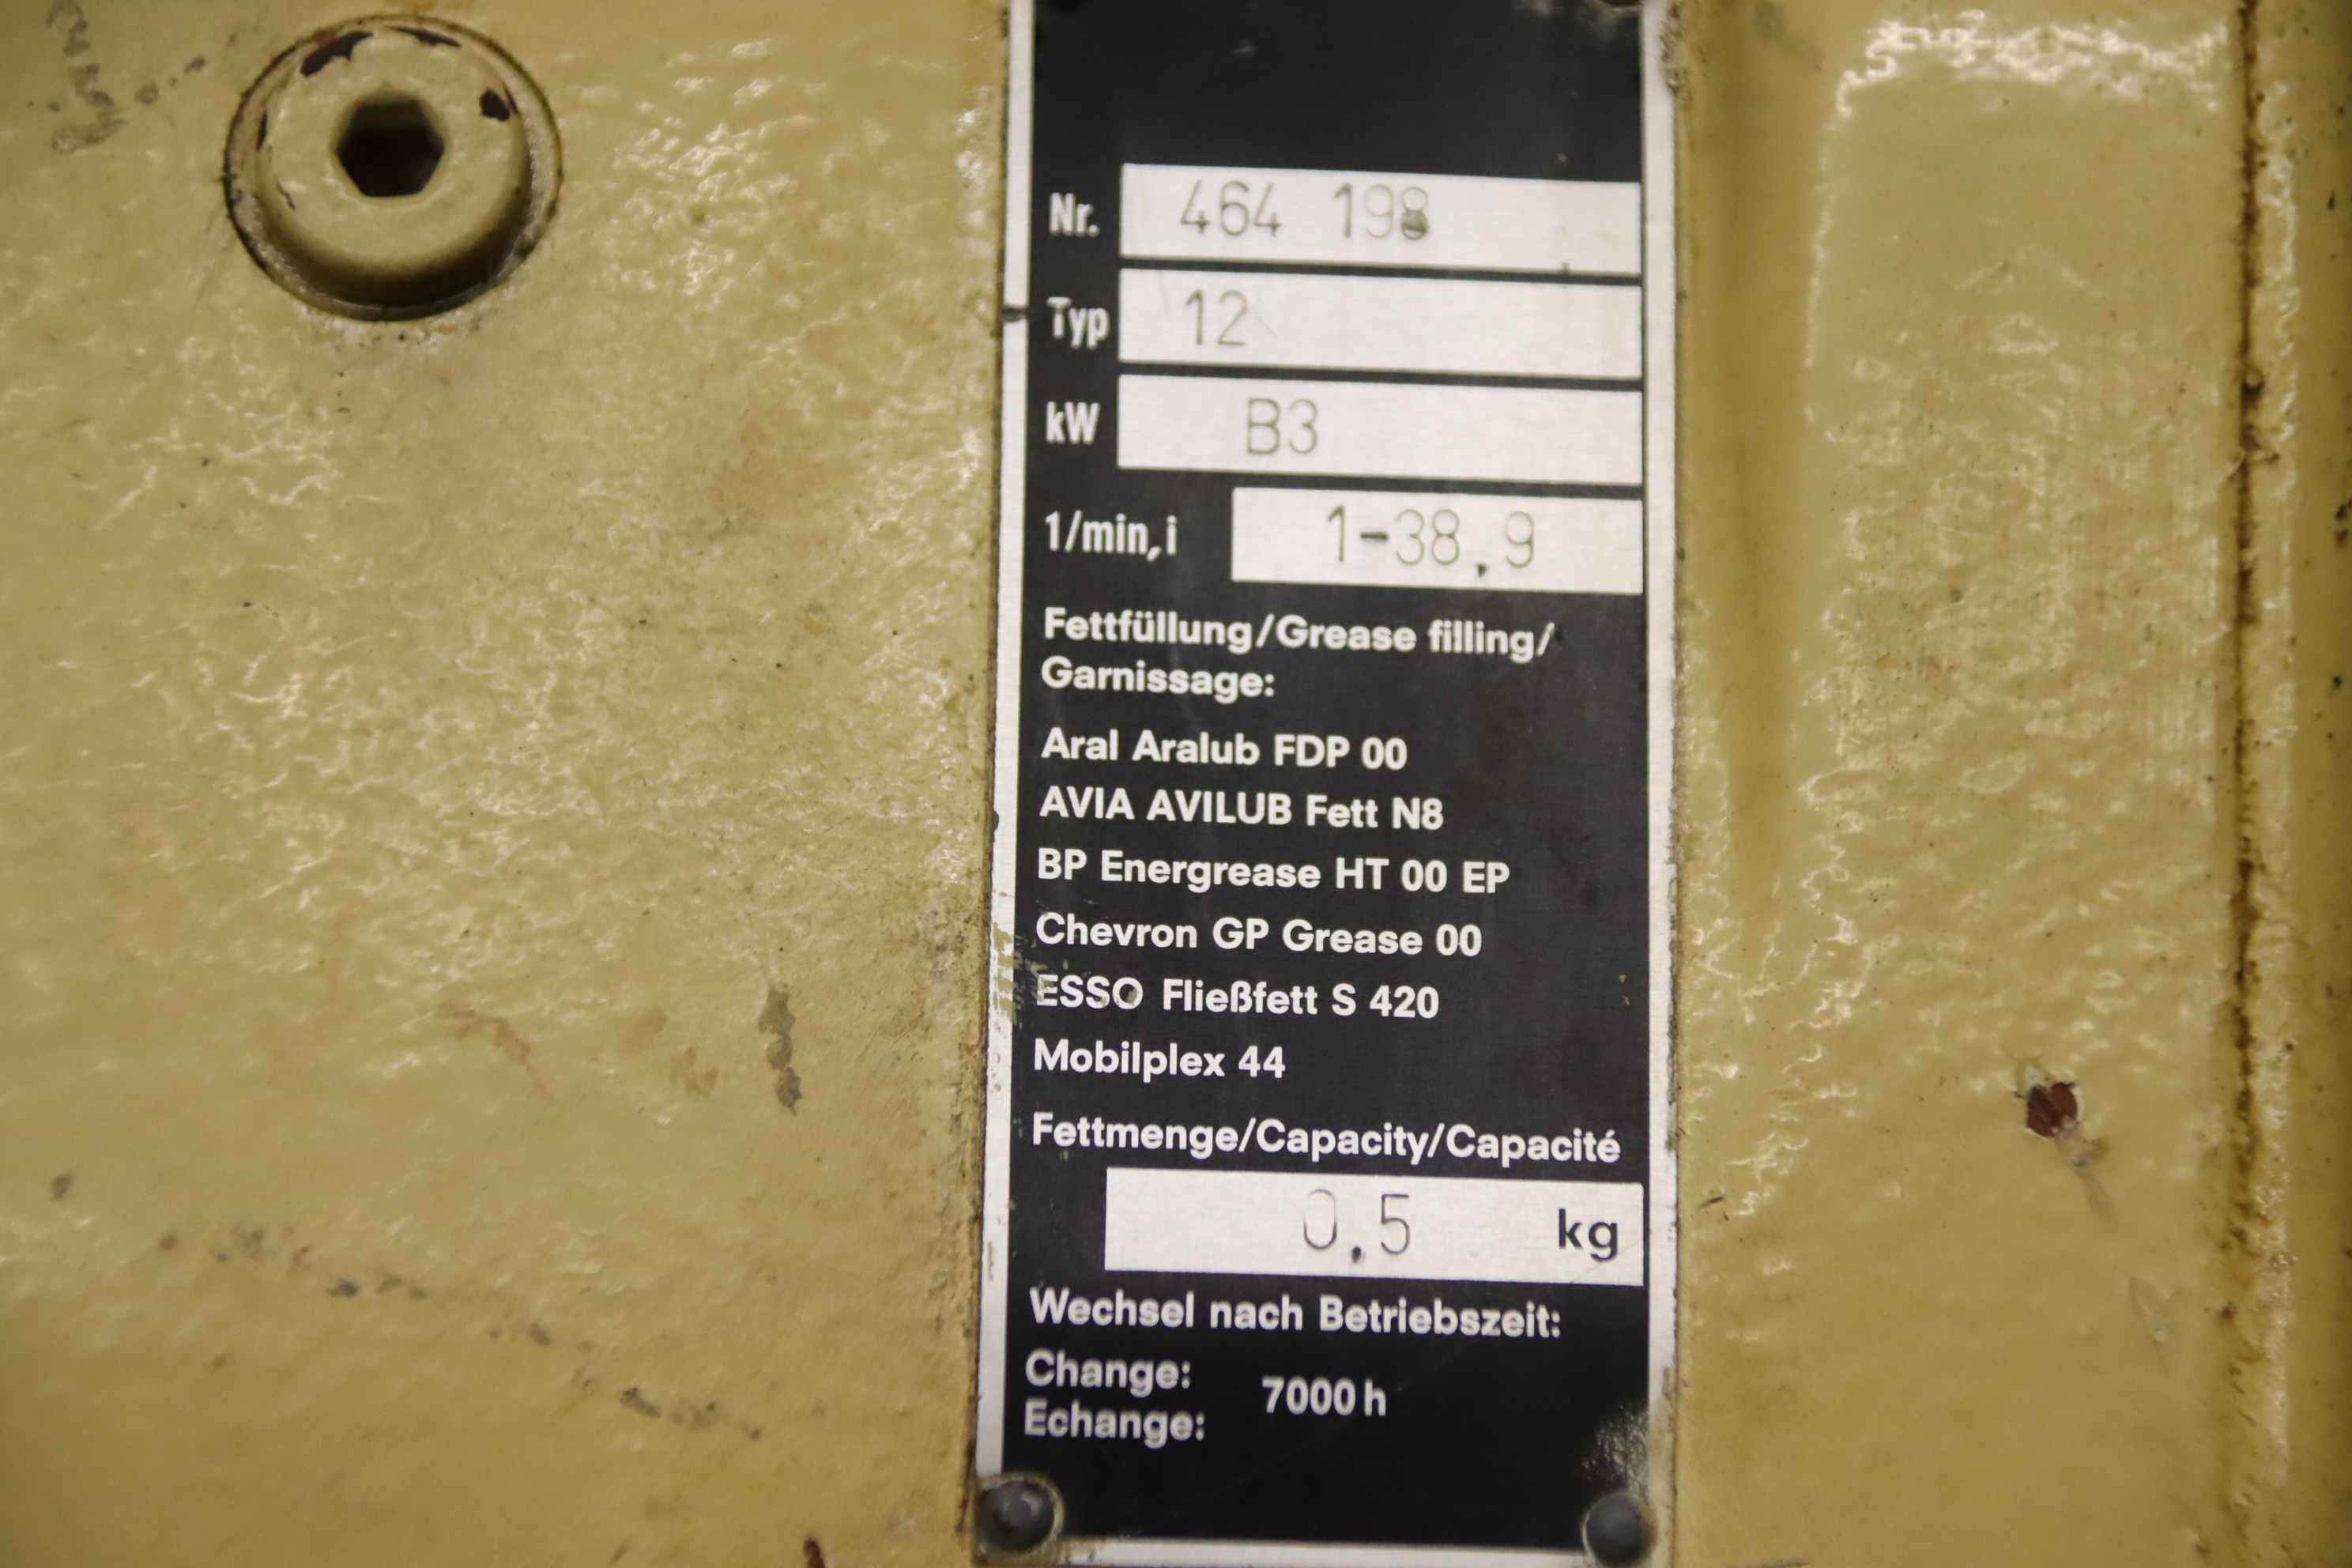 Nr. 464 198
Typ 12
kW B3
1/min,i 1-38,9
Fettfüllung/Grease filling/
Garnissage:
Aral Aralub FDP 00
AVIA AVILUB Fett N8
BP Energrease HT 00 EP
Chevron GP Grease 00
ESSO Fließfett S 420
Mobilplex 44
Fettmenge/Capacity/Capacité
0,5 kg
Wechsel nach Betriebszeit:
Change: 7000 h
Echange: